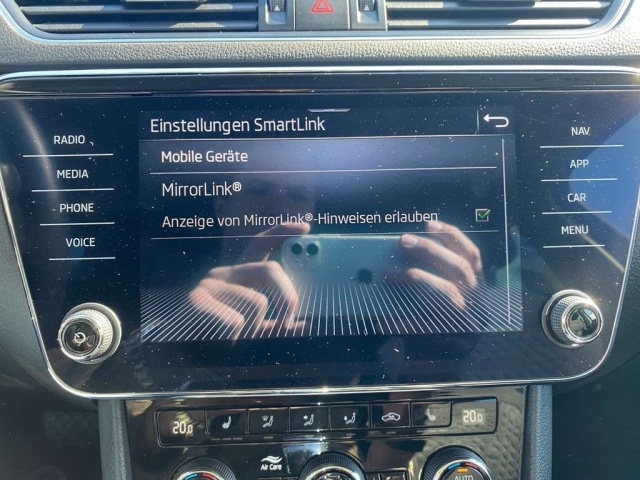 Einstellungen SmartLink
Mobile Geräte
MirrorLink®
Anzeige von MirrorLink®-Hinweisen erlauben
RADIO
MEDIA
PHONE
VOICE
NAV
APP
CAR
MENU
20.0
20.0
Air Care
AUTO